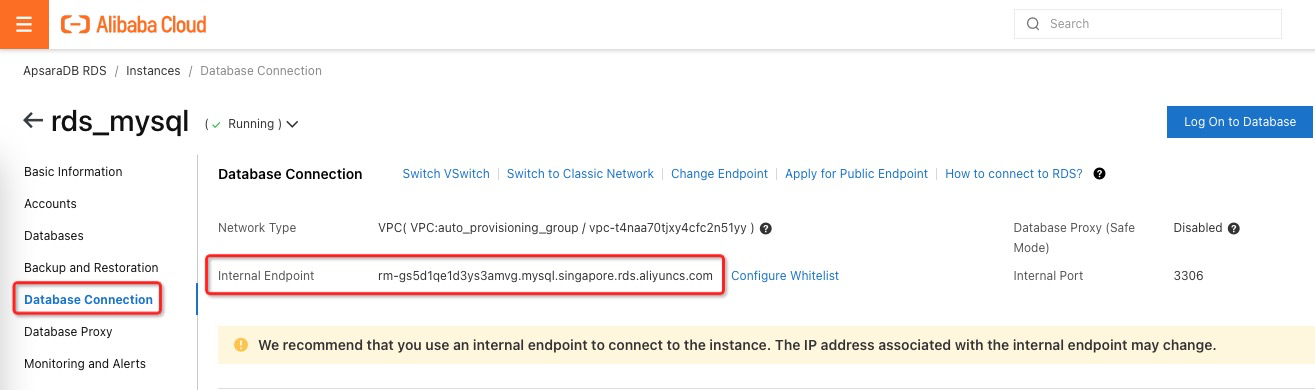 Alibaba Cloud
Search
ApsaraDB RDS / Instances / Database Connection
rds_mysql ( Running )
Log On to Database
Basic Information
Accounts
Databases
Backup and Restoration
Database Connection
Database Proxy
Monitoring and Alerts
Database Connection Switch VSwitch Switch to Classic Network Change Endpoint Apply for Public Endpoint How to connect to RDS? ?
Network Type VPC( VPC:auto_provisioning_group / vpc-t4naa70tjxy4cfc2n51yy ) ? Database Proxy (Safe Mode) Disabled ?
Internal Endpoint rm-gs5d1qe1d3ys3amvg.mysql.singapore.rds.aliyuncs.com Configure Whitelist Internal Port 3306
We recommend that you use an internal endpoint to connect to the instance. The IP address associated with the internal endpoint may change.